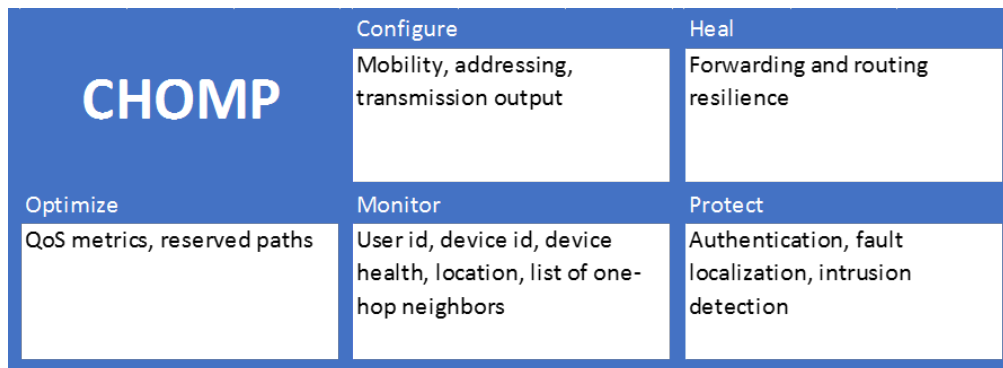 CHOMP
Configure
Mobility, addressing,
transmission output
Heal
Forwarding and routing
resilience
Optimize
QoS metrics, reserved paths
Monitor
User id, device id, device
health, location, list of one-
hop neighbors
Protect
Authentication, fault
localization, intrusion
detection